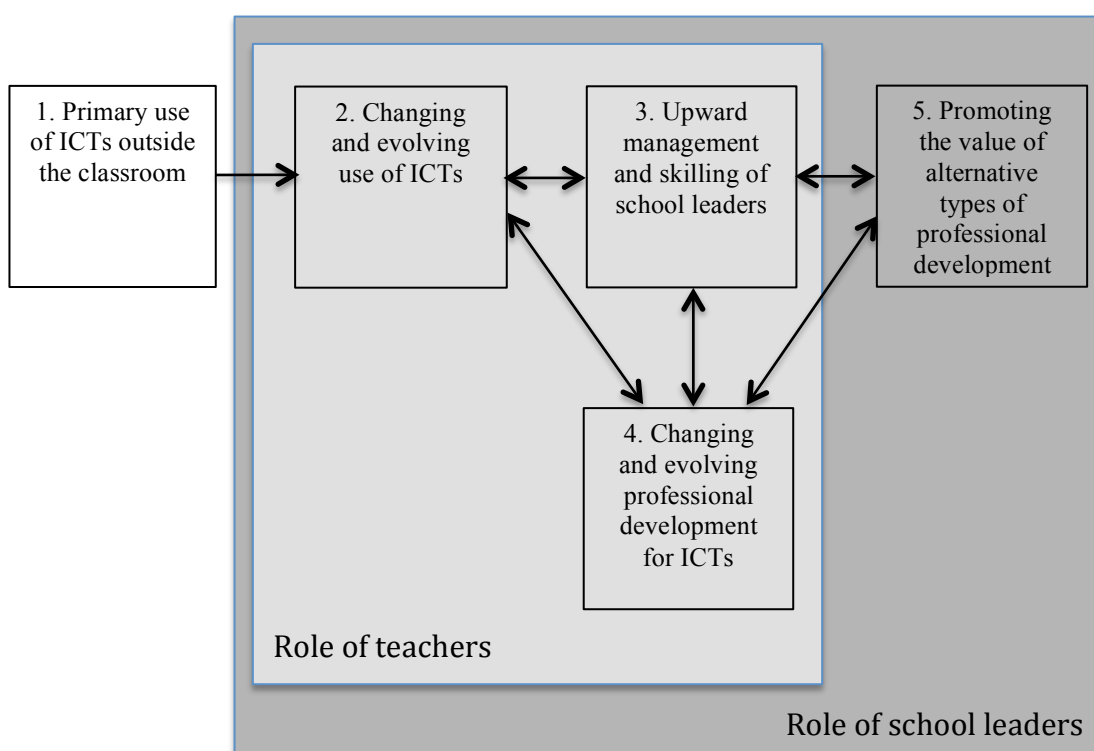 1. Primary use
of ICTs outside
the classroom
2. Changing
and evolving
use of ICTs
3. Upward
management
and skilling of
school leaders
5. Promoting
the value of
alternative
types of
professional
development
4. Changing
and evolving
professional
development
for ICTs
Role of teachers
Role of school leaders